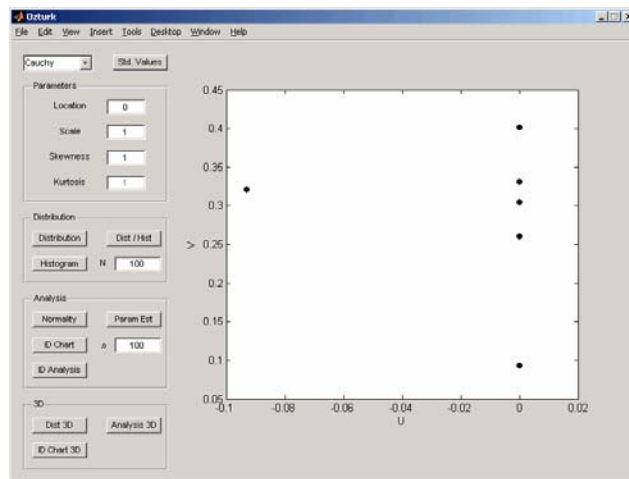 Ozturk
File Edit View Insert Tools Desktop Window Help
Cauchy
Std. Values
Parameters
Location 0
Scale 1
Skewness 1
Kurtosis 1
Distribution
Distribution Dist / Hist
Histogram N 100
Analysis
Normality Param Est
ID Chart n 100
ID Analysis
3D
Dist 3D Analysis 3D
ID Chart 3D
0.45
0.4
0.35
0.3
0.25
0.2
0.15
0.1
0.05
V
-0.1 -0.08 -0.06 -0.04 -0.02 0 0.02
U